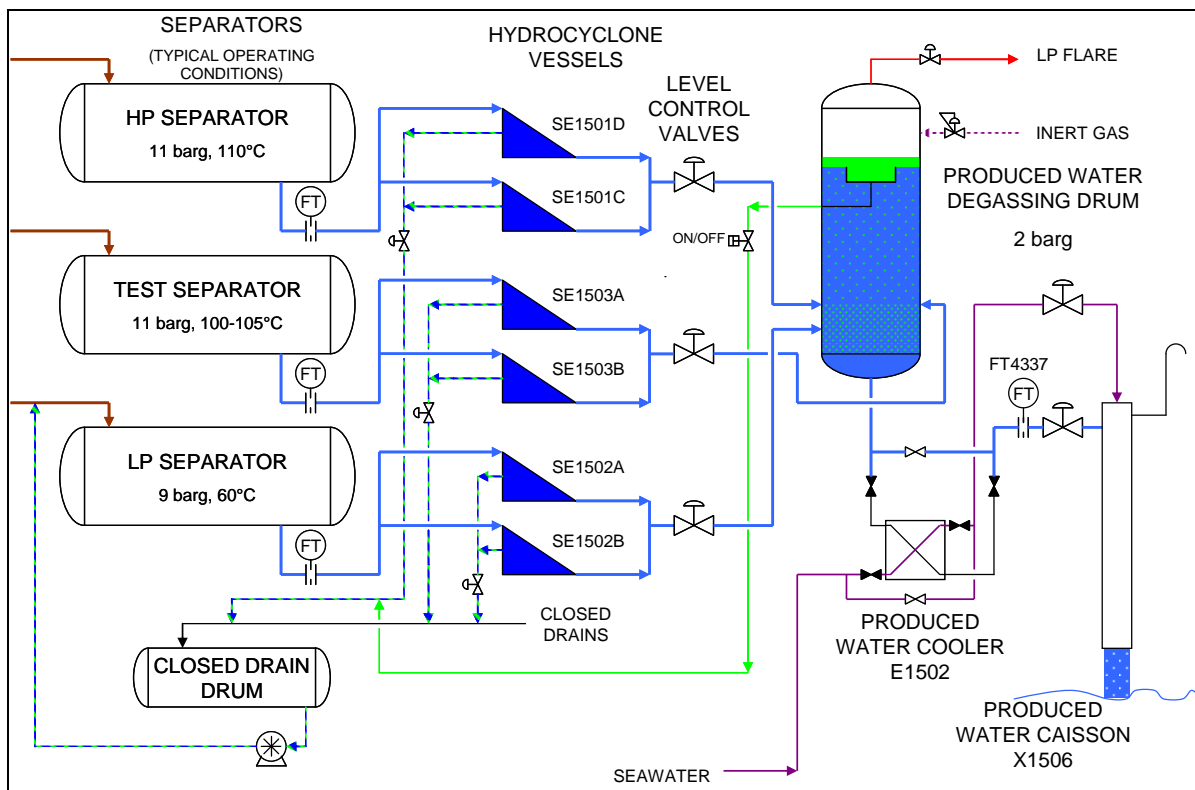 SEPARATORS
(TYPICAL OPERATING
CONDITIONS)
HYDROCYCLONE
VESSELS
LEVEL
CONTROL
VALVES
LP FLARE
INERT GAS
HP SEPARATOR
11 barg, 110°C
FT
SE1501D
SE1501C
PRODUCED WATER
DEGASSING DRUM
2 barg
ON/OFF
TEST SEPARATOR
11 barg, 100-105°C
FT
SE1503A
SE1503B
FT4337
FT
LP SEPARATOR
9 barg, 60°C
FT
SE1502A
SE1502B
CLOSED
DRAINS
CLOSED DRAIN
DRUM
PRODUCED
WATER COOLER
E1502
PRODUCED
WATER CAISSON
X1506
SEAWATER